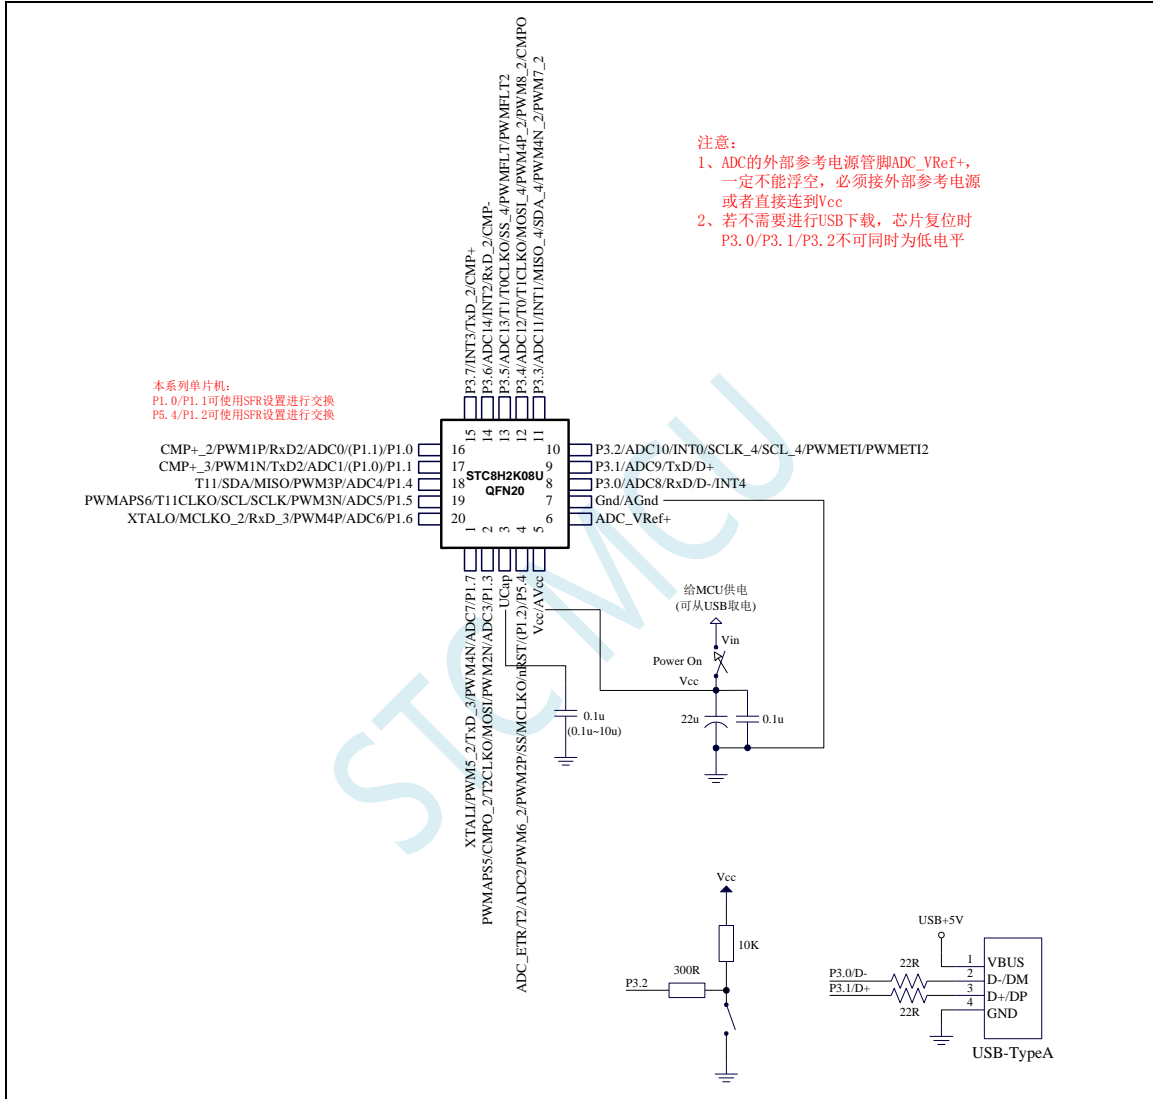 P3.7/INT3/TxD_2/CMP+
P3.6/ADC14/INT2/RxD_2/CMP-
P3.5/ADC13/T1/T0CLKO/SS_4/PWMFLT/PWMFLT2
P3.4/ADC12/T0/T1CLKO/MOSI_4/PWM4P_2/PWM8_2/CMPO
P3.3/ADC11/INT1/MISO_4/SDA_4/PWM4N_2/PWM7_2
注意：
1、ADC的外部参考电源管脚ADC_VRef+，
一定不能浮空，必须接外部参考电源
或者直接连到Vcc
2、若不需要进行USB下载，芯片复位时
P3.0/P3.1/P3.2不可同时为低电平
本系列单片机：
P1.0/P1.1可使用SFR设置进行交换
P5.4/P1.2可使用SFR设置进行交换
15 14 13 12 11
CMP+_2/PWM1P/RxD2/ADC0/(P1.1)/P1.0 16
CMP+_3/PWM1N/TxD2/ADC1/(P1.0)/P1.1 17
T11/SDA/MISO/PWM3P/ADC4/P1.4 18
PWMAPS6/T11CLKO/SCL/SCLK/PWM3N/ADC5/P1.5 19
XTALO/MCLKO_2/RxD_3/PWM4P/ADC6/P1.6 20
STC8H2K08U
QFN20
10 P3.2/ADC10/INT0/SCLK_4/SCL_4/PWMETI/PWMETI2
9 P3.1/ADC9/TxD/D+
8 P3.0/ADC8/RxD/D-/INT4
7 Gnd/AGnd
6 ADC_VRef+
1 2 3 4 5
XTALI/PWM5_2/TxD_3/PWM4N/ADC7/P1.7
PWMAPS5/CMPO_2/T2CLKO/MOSI/PWM2N/ADC3/P1.3
UCap
ADC_ETR/T2/ADC2/PWM6_2/PWM2P/SS/MCLKO/nRST/(P1.2)/P5.4
Vcc/AVcc
给MCU供电
(可从USB取电)
Vin
Power On
Vcc
0.1u
(0.1u~10u)
22u
0.1u
STC MCU
Vcc
10K
300R
P3.2
USB+5V
P3.0/D-
P3.1/D+
22R
22R
1 VBUS
2 D-/DM
3 D+/DP
4 GND
USB-TypeA